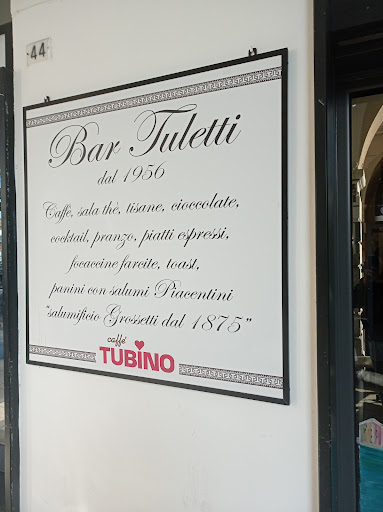 44
Bar Tuletti
dal 1956
Caffè, sala thè, tisane, cioccolate,
cocktail, pranzo, piatti espressi,
focaccine farcite, toast,
panini con salumi Piacentini
"salumificio Grossetti dal 1875"
caffè
TUBINO